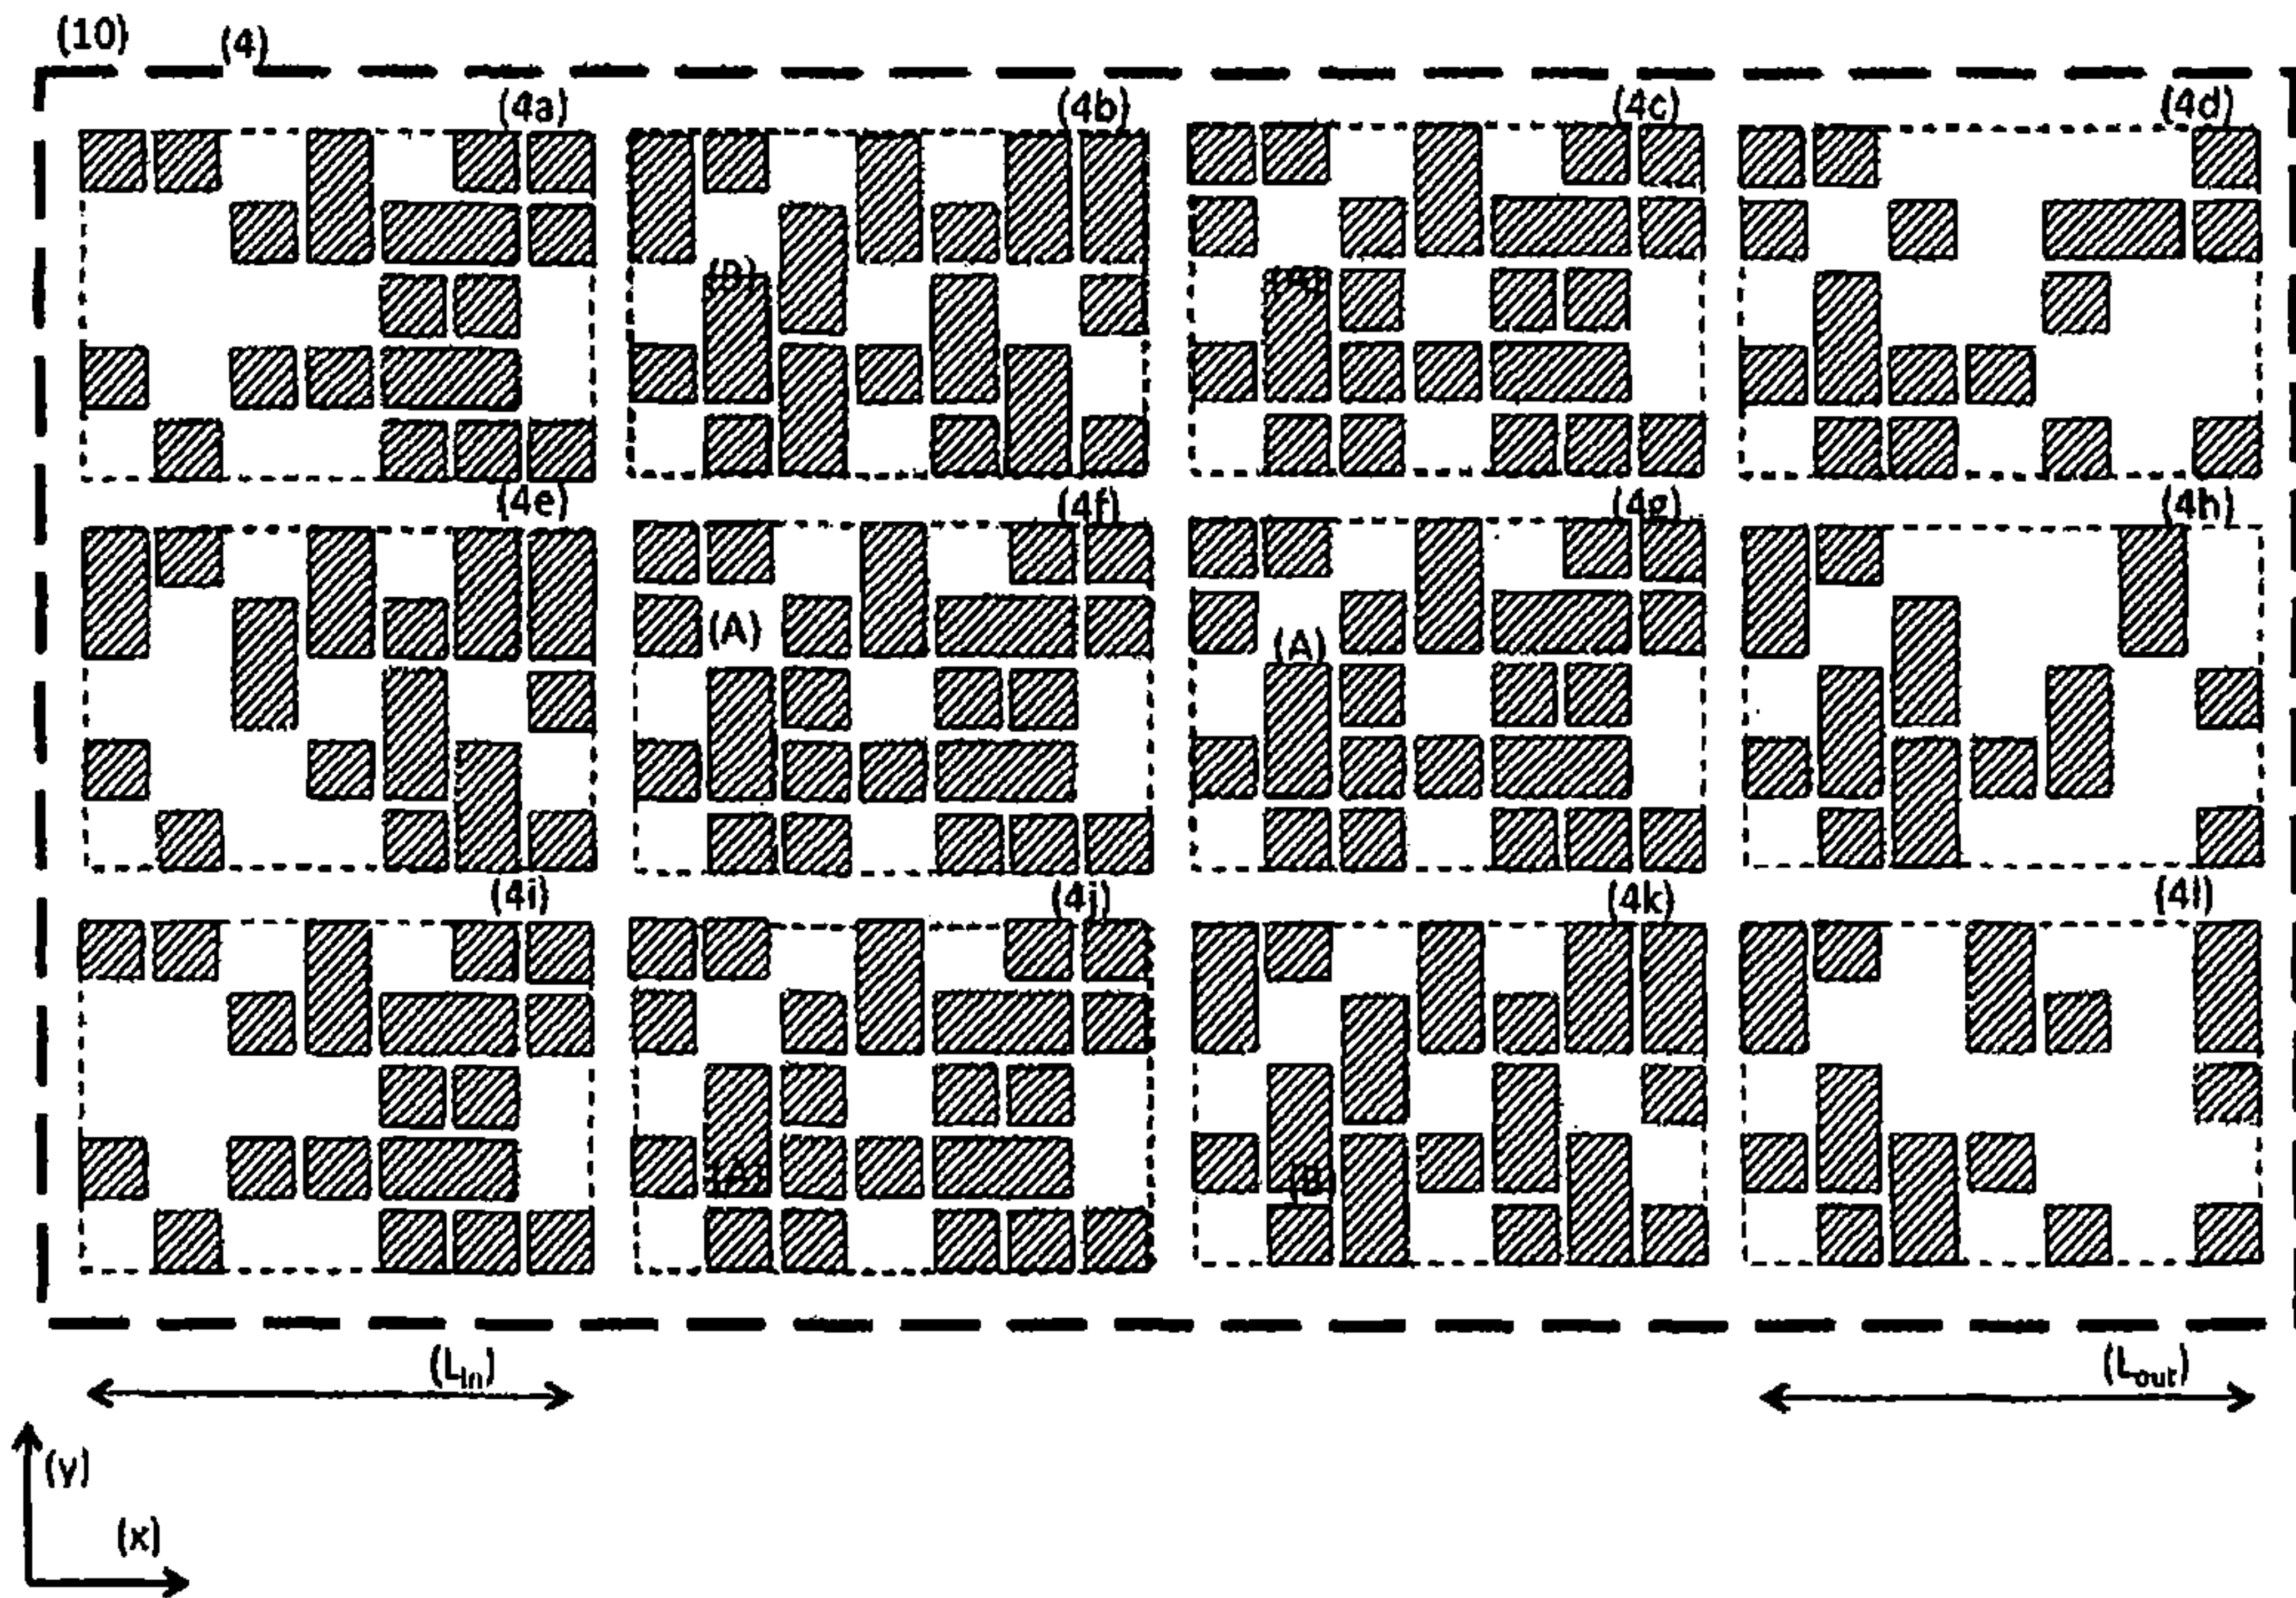 (10) (4)
(4a) (4b) (4c) (4d)
(B)
(4e) (4f) (4g) (4h)
(A) (A)
(4i) (4j) (4k) (4l)
(A) (B)
(Lin) (Lout)
(y)
(x)